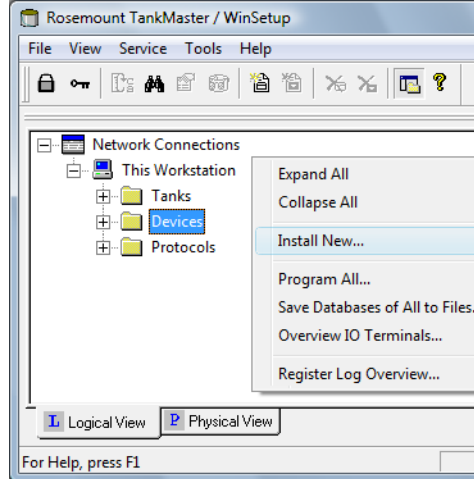 Rosemount TankMaster / WinSetup
File View Service Tools Help
Network Connections
This Workstation
Tanks
Devices
Protocols
Expand All
Collapse All
Install New...
Program All...
Save Databases of All to Files.
Overview IO Terminals...
Register Log Overview...
L Logical View P Physical View
For Help, press F1